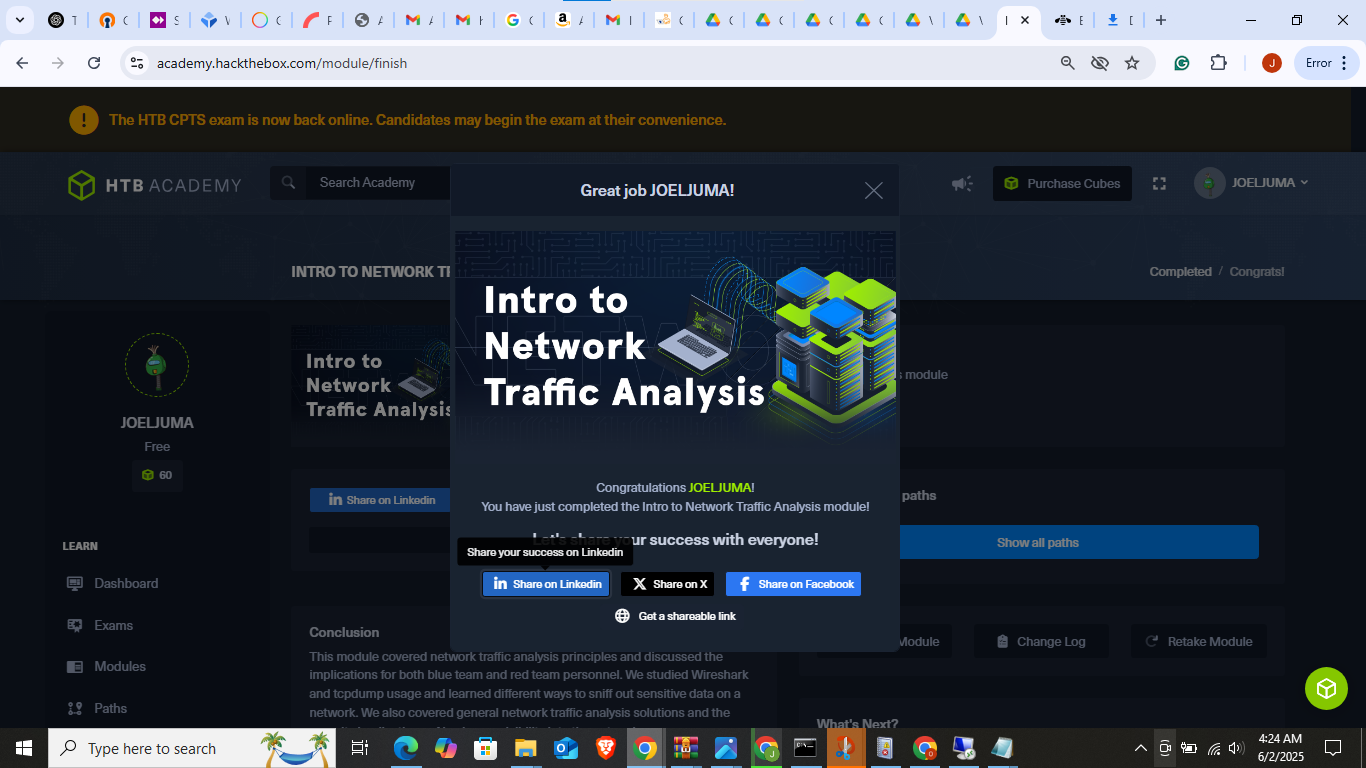 T
C
S
W
C
F
A
A
H
C
A
I
C
C
C
C
C
V
V
I
E
D
academy.hackthebox.com/module/finish
J
Error
The HTB CPTS exam is now back online. Candidates may begin the exam at their convenience.
HTB ACADEMY
Search Academy
Great job JOELJUMA!
Purchase Cubes
JOELJUMA
INTRO TO NETWORK
Completed / Congrats!
Intro to
Network
Traffic Analysis
Intro to
Network
Traffic Analysis
module
JOELJUMA
Free
60
Congratulations JOELJUMA!
You have just completed the Intro to Network Traffic Analysis module!
Share on Linkedin
paths
Let's share your success with everyone!
Share your success on Linkedin
Show all paths
LEARN
Share on Linkedin
Share on X
Share on Facebook
Get a shareable link
Dashboard
Exams
Modules
Paths
Conclusion
This module covered network traffic analysis principles and discussed the
implications for both blue team and red team personnel. We studied Wireshark
and tcpdump usage and learned different ways to sniff out sensitive data on a
network. We also covered general network traffic analysis solutions and the
Module
Change Log
Retake Module
What's Next?
Type here to search
4:24 AM
6/2/2025